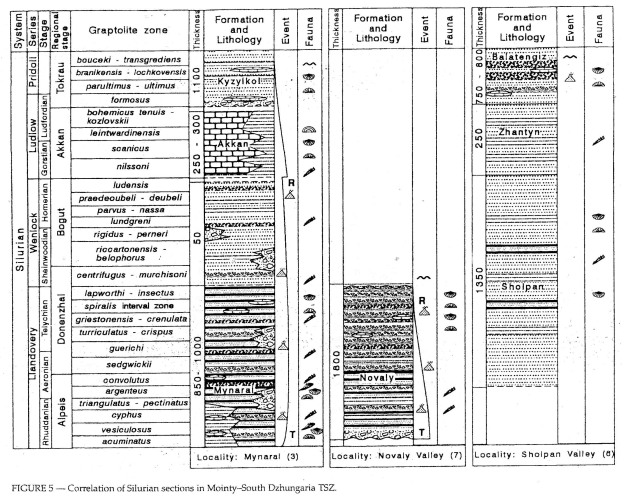 System
Series
Stage
Regional stage
Graptolite zone
Thickness
Formation and Lithology
Event
Fauna
Thickness
Formation and Lithology
Event
Fauna
Thickness
Formation and Lithology
Event
Fauna
Silurian
Pridoli
Ludlow
Wenlock
Llandovery
Ludfordian
Gorstian
Homerian
Sheinwoodian
Telychian
Aeronian
Rhuddanian
Tokrau
Akkan
Bogut
Donenzhai
Alpeis
bouceki - transgrediens
branikensis - lochkovensis
parultimus - ultimus
formosus
bohemicus tenuis -
kozlovskii
leintwardinensis
scanicus
nilssoni
ludensis
praedeoubeli - deubeli
parvus - nassa
lundgreni
rigidus - perneri
riccartonensis -
belophorus
centrifugus - murchisoni
lapworthi - insectus
spiralis interval zone
griestonensis - crenulata
turriculatus - crispus
guerichi
sedgwickii
convolutus
argenteus
triangulatus - pectinatus
cyphus
vesiculosus
acuminatus
1100
250 - 300
50
850-1000
Kyzylkol
Akkan
Mynaral
R
T
1800
Novaly
R
T
750 - 800
250
1350
Balatengiz
Zhantyn
Sholpan
Locality: Mynaral (3)
Locality: Novaly Valley (7)
Locality: Sholpan Valley (6)
FIGURE 5 — Correlation of Silurian sections in Mointy–South Dzhungaria TSZ.